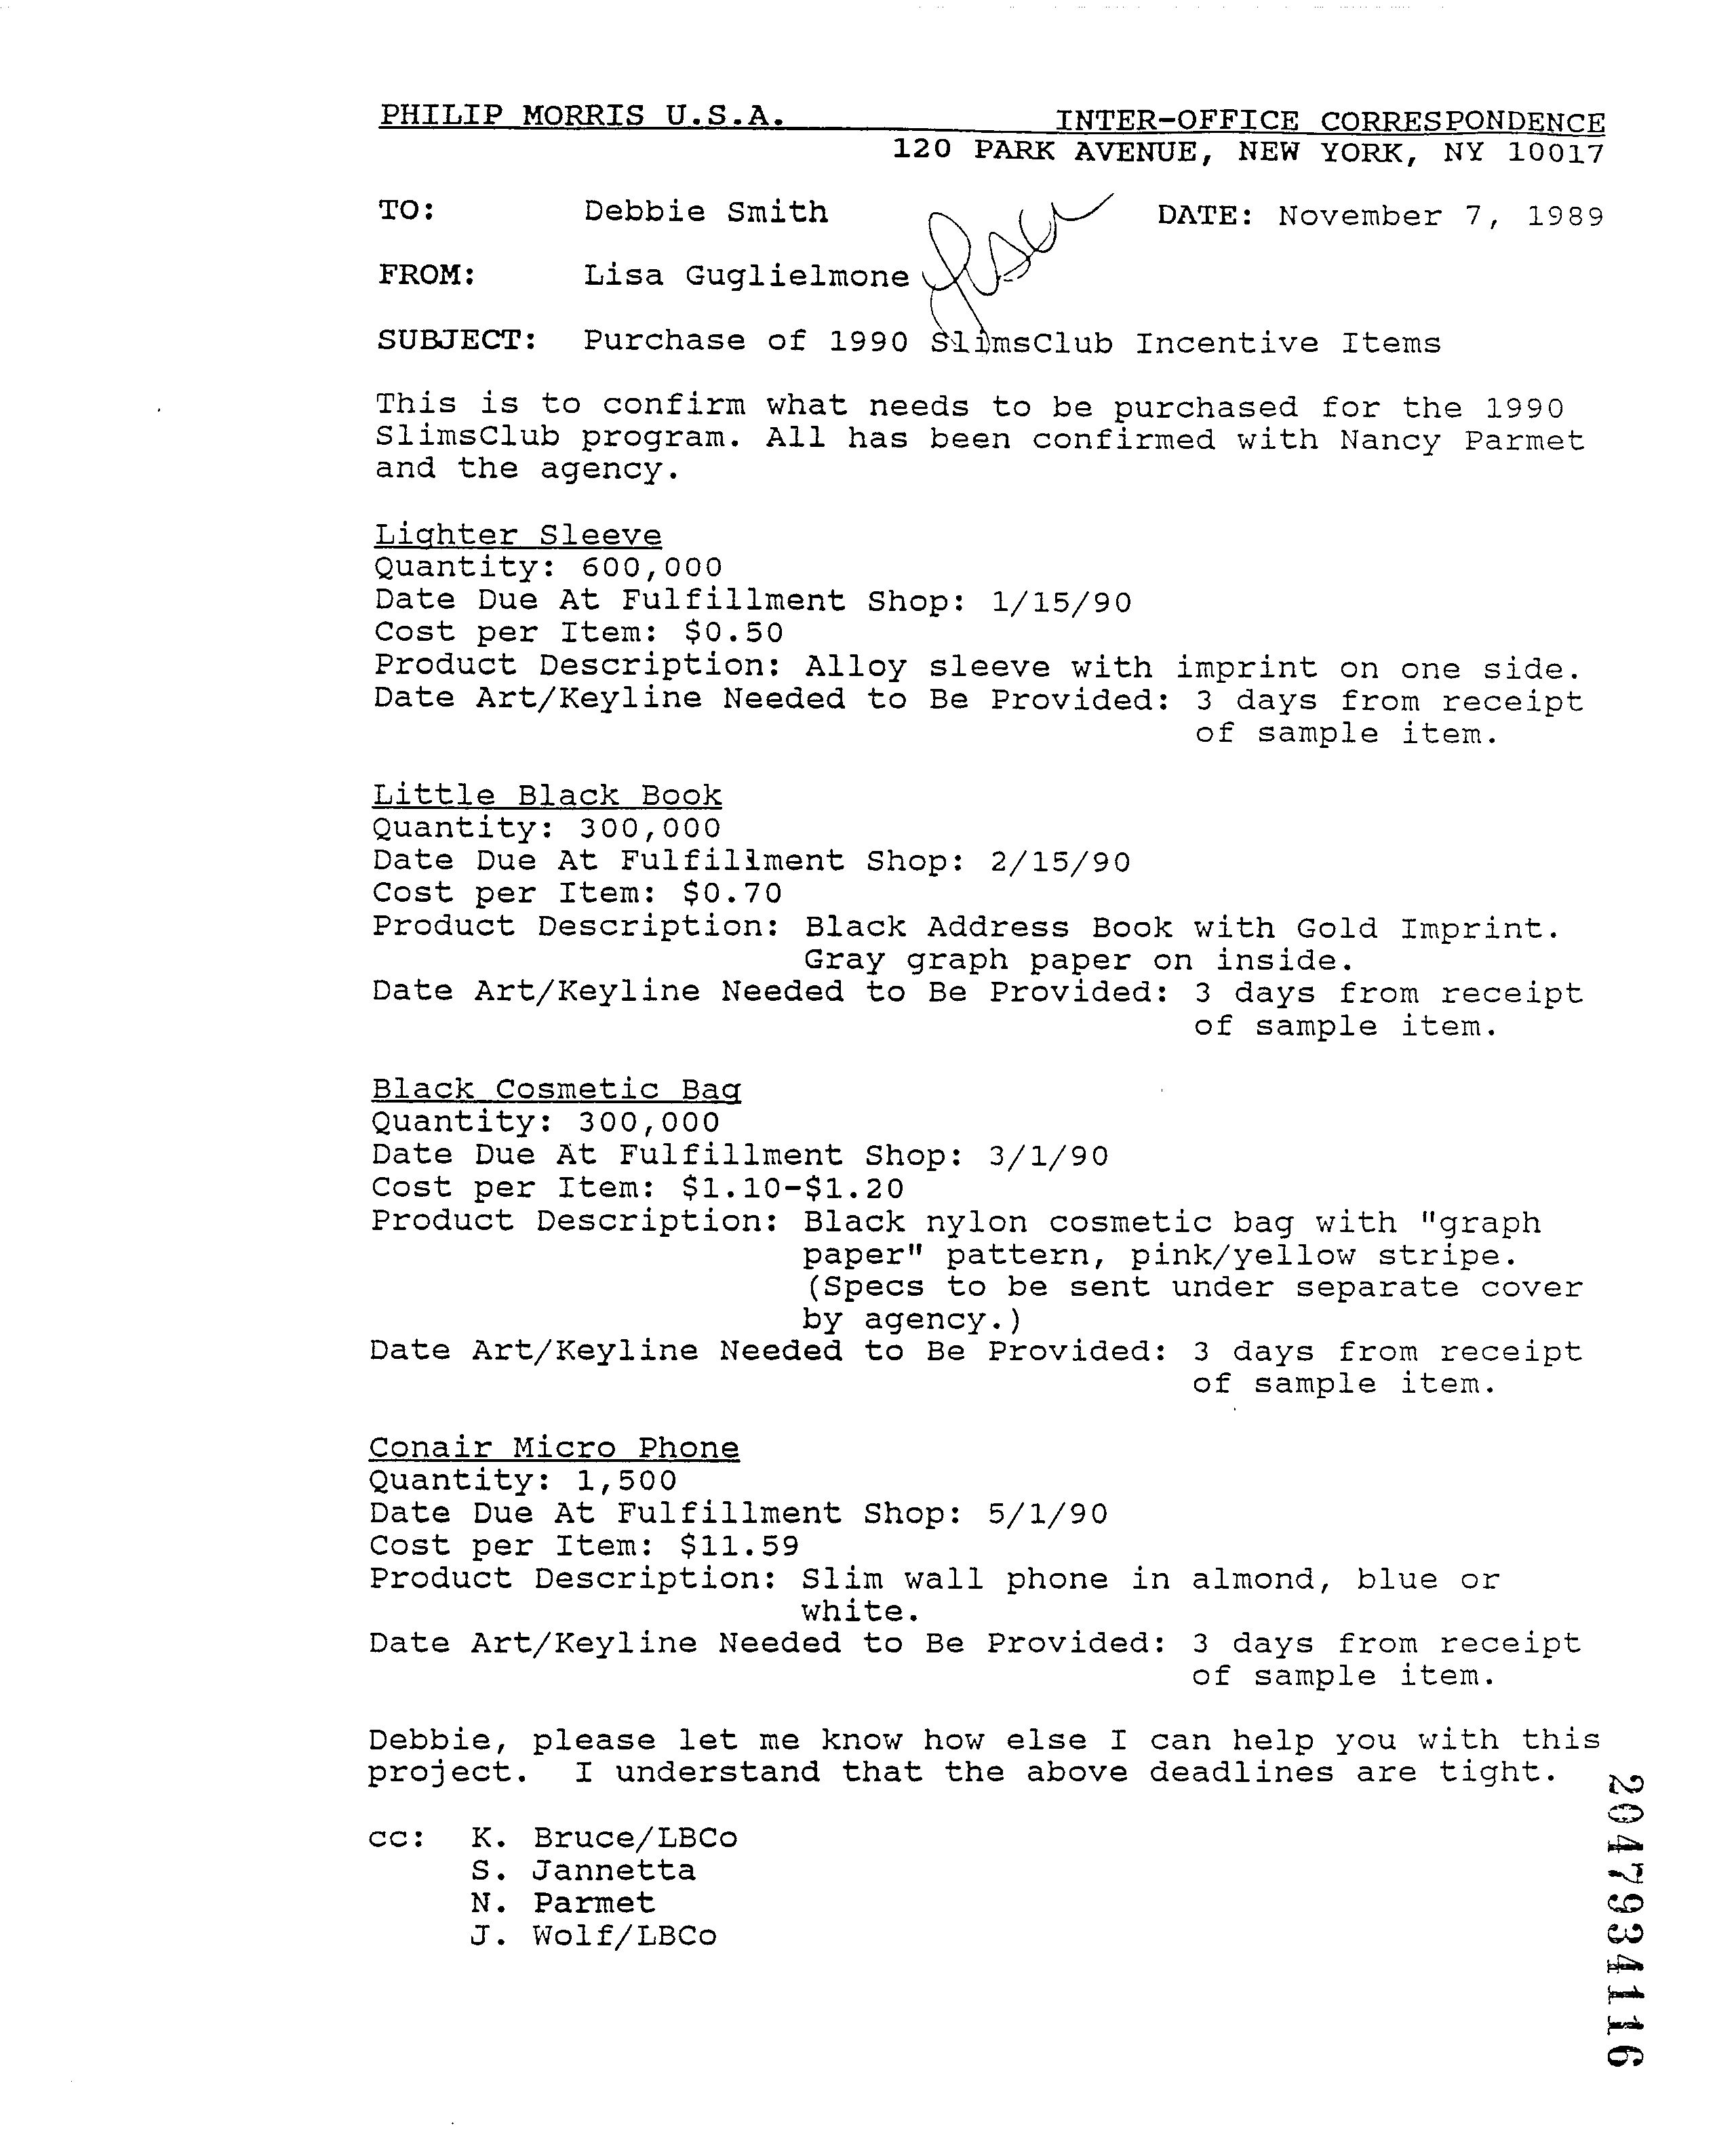 PHILIP MORRIS U.S.A. INTER-OFFICE CORRESPONDENCE
120 PARK AVENUE, NEW YORK, NY 10017
TO: Debbie Smith DATE: November 7, 1989
Lisa
FROM: Lisa Guglielmone
SUBJECT: Purchase of 1990 SlimsClub Incentive Items
This is to confirm what needs to be purchased for the 1990
SlimsClub program. All has been confirmed with Nancy Parmet
and the agency.
Lighter Sleeve
Quantity: 600,000
Date Due At Fulfillment Shop: 1/15/90
Cost per Item: $0.50
Product Description: Alloy sleeve with imprint on one side.
Date Art/Keyline Needed to Be Provided: 3 days from receipt
of sample item.
Little Black Book
Quantity: 300,000
Date Due At Fulfillment Shop: 2/15/90
Cost per Item: $0.70
Product Description: Black Address Book with Gold Imprint.
Gray graph paper on inside.
Date Art/Keyline Needed to Be Provided: 3 days from receipt
of sample item.
Black Cosmetic Bag
Quantity: 300,000
Date Due At Fulfillment Shop: 3/1/90
Cost per Item: $1.10-$1.20
Product Description: Black nylon cosmetic bag with "graph
paper" pattern, pink/yellow stripe.
(Specs to be sent under separate cover
by agency.)
Date Art/Keyline Needed to Be Provided: 3 days from receipt
of sample item.
Conair Micro Phone
Quantity: 1,500
Date Due At Fulfillment Shop: 5/1/90
Cost per Item: $11.59
Product Description: Slim wall phone in almond, blue or
white.
Date Art/Keyline Needed to Be Provided: 3 days from receipt
of sample item.
Debbie, please let me know how else I can help you with this
project. I understand that the above deadlines are tight.
cc: K. Bruce/LBCo
S. Jannetta
N. Parmet
J. Wolf/LBCo
2047934116